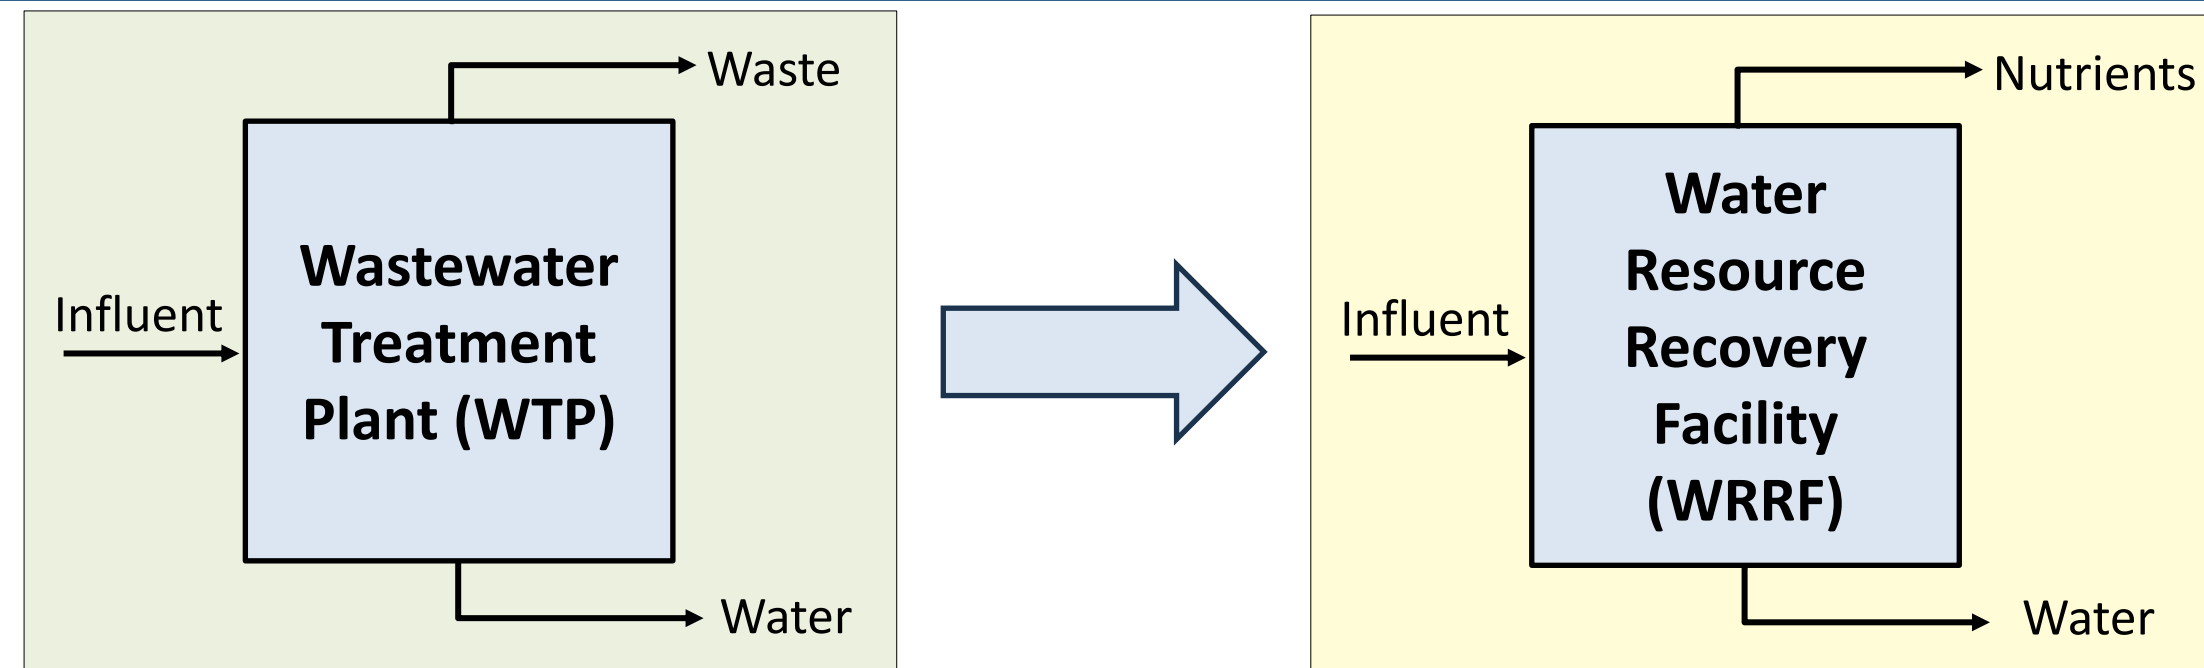 Waste
Wastewater
Treatment
Plant (WTP)
Influent
Water
Nutrients
Water
Resource
Recovery
Facility
(WRRF)
Influent
Water